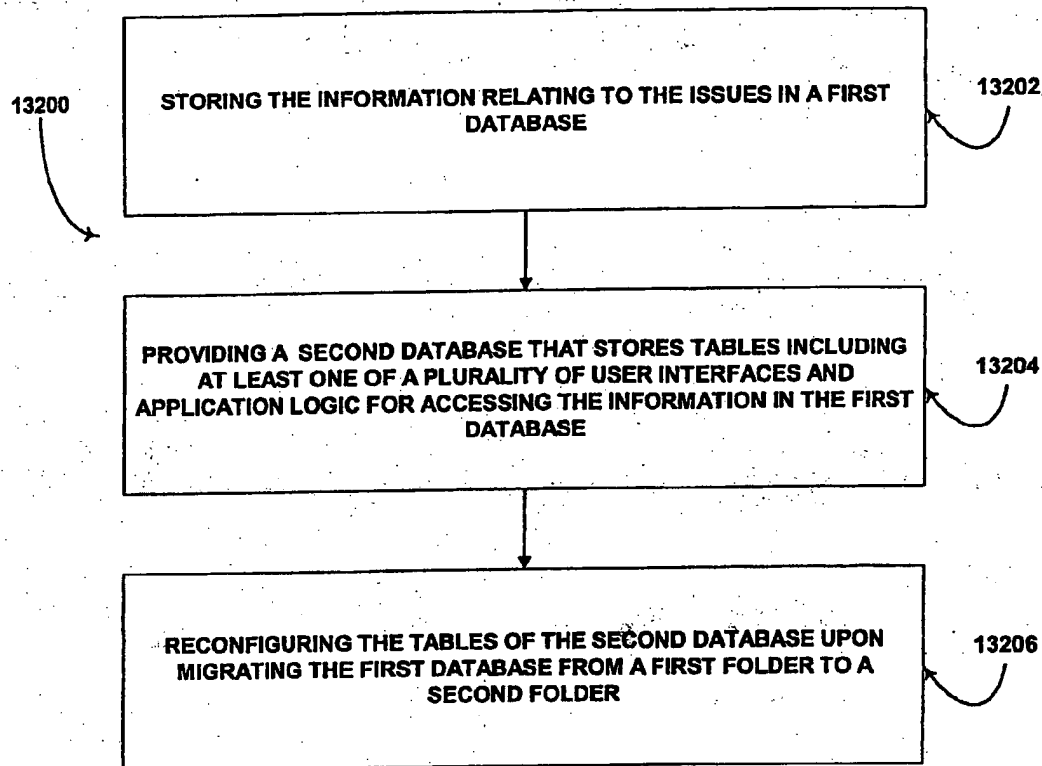 13200
STORING THE INFORMATION RELATING TO THE ISSUES IN A FIRST
DATABASE
13202
PROVIDING A SECOND DATABASE THAT STORES TABLES INCLUDING
AT LEAST ONE OF A PLURALITY OF USER INTERFACES AND
APPLICATION LOGIC FOR ACCESSING THE INFORMATION IN THE FIRST
DATABASE
13204
RECONFIGURING THE TABLES OF THE SECOND DATABASE UPON
MIGRATING THE FIRST DATABASE FROM A FIRST FOLDER TO A
SECOND FOLDER
13206